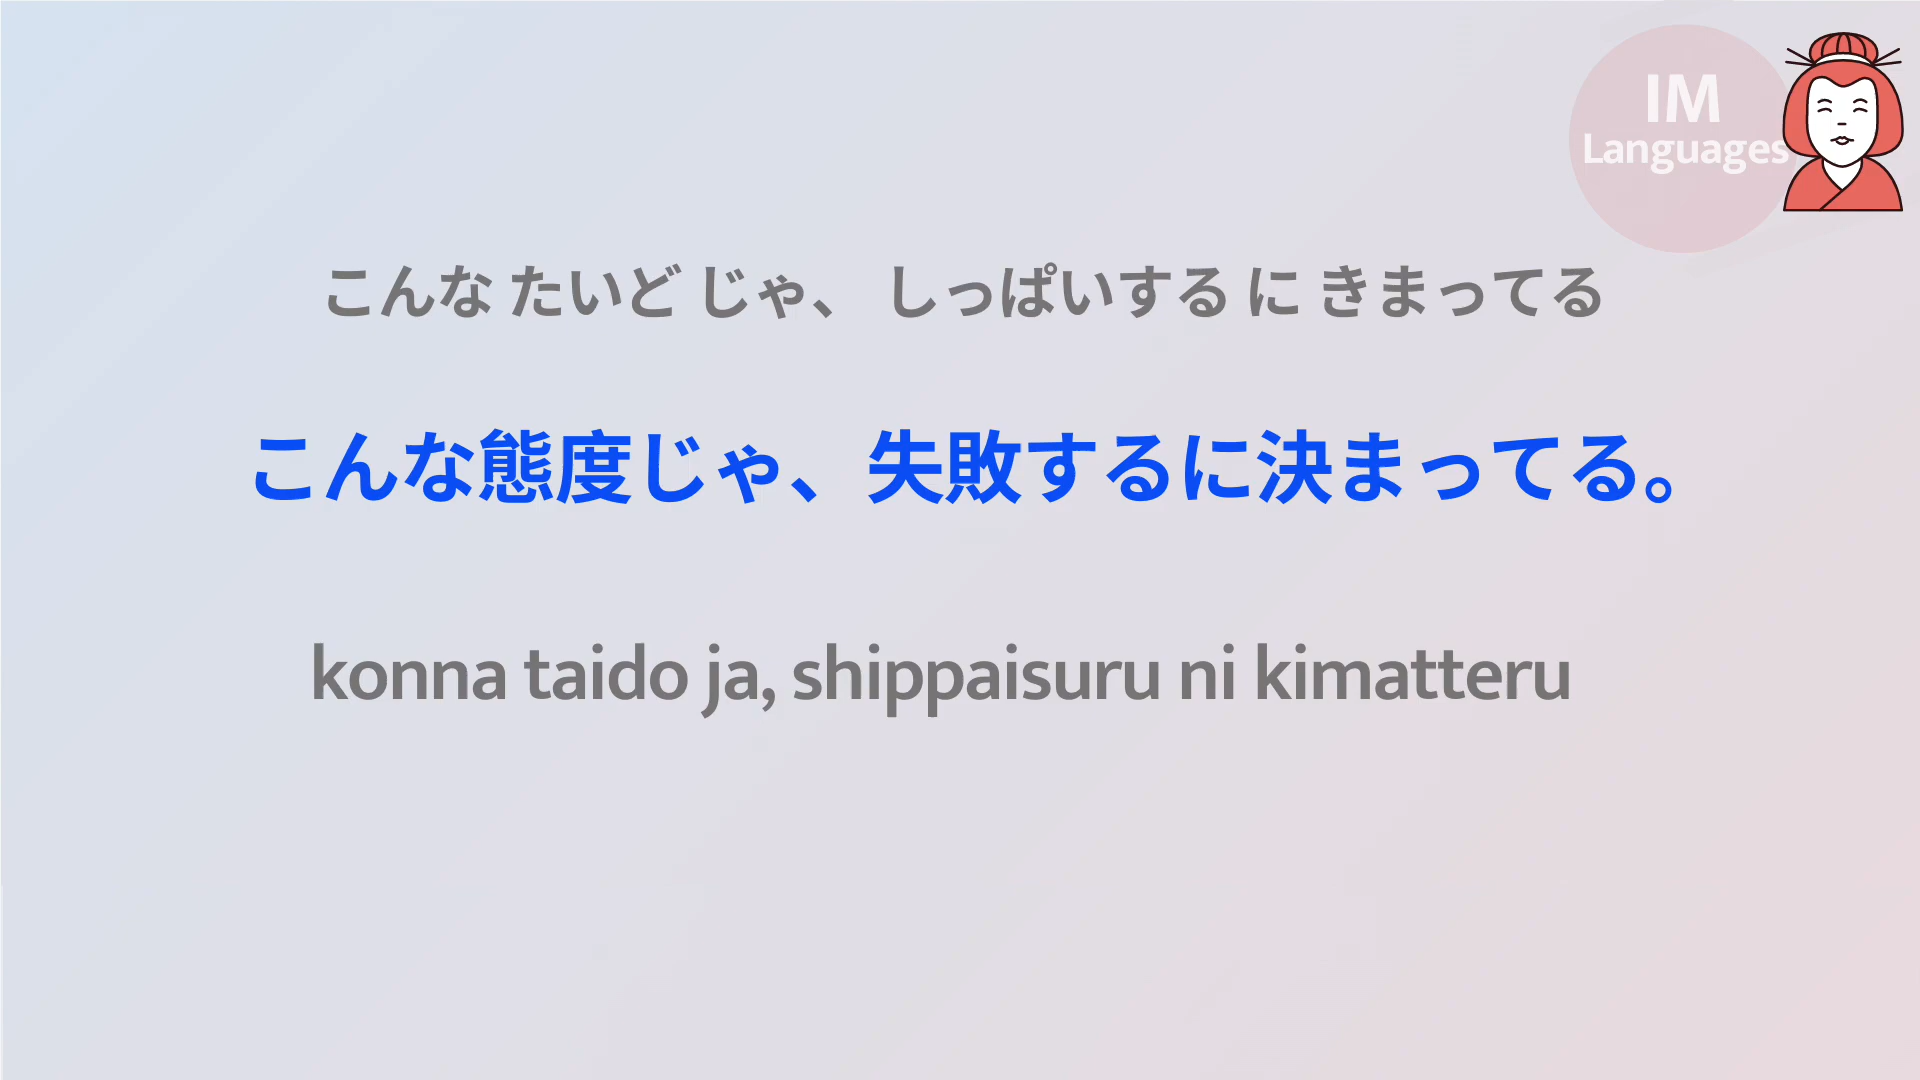 IM
Languages
こんな たいど じゃ、 しっぱいする に きまってる
こんな態度じゃ、失敗するに決まってる。
konna taido ja, shippaisuru ni kimatteru